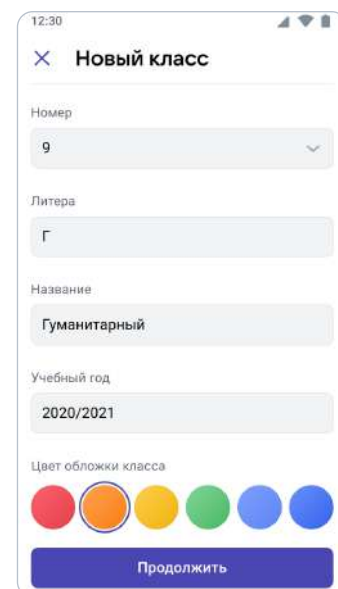 12:30
Новый класс
Номер
9
Литера
Г
Название
Гуманитарный
Учебный год
2020/2021
Цвет обложки класса
Продолжить